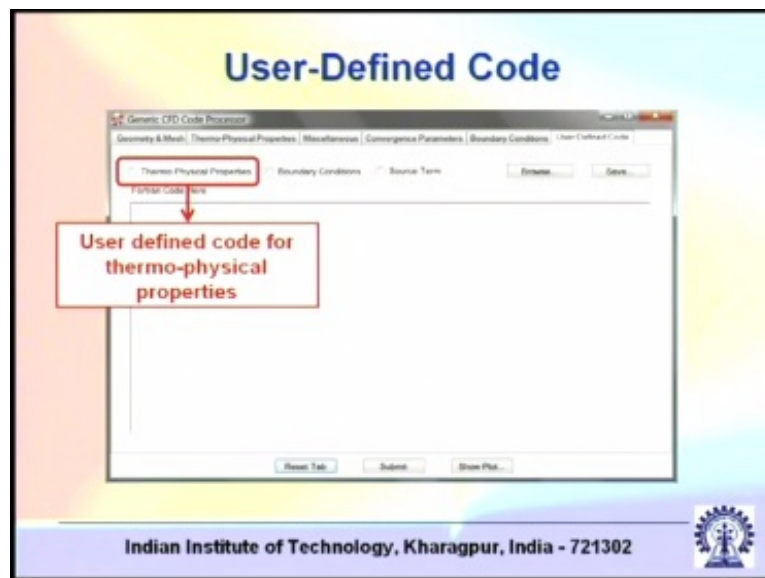 User-Defined Code
Generic CFD Code Processor
Geometry & Mesh Thermo-Physical Properties Miscellaneous Convergence Parameters Boundary Conditions User Defined Code
Thermo-Physical Properties Boundary Conditions Source Term Browse... Save...
Fortran Code Here
User defined code for
thermo-physical
properties
Reset Tab Submit Show Plot...
Indian Institute of Technology, Kharagpur, India - 721302